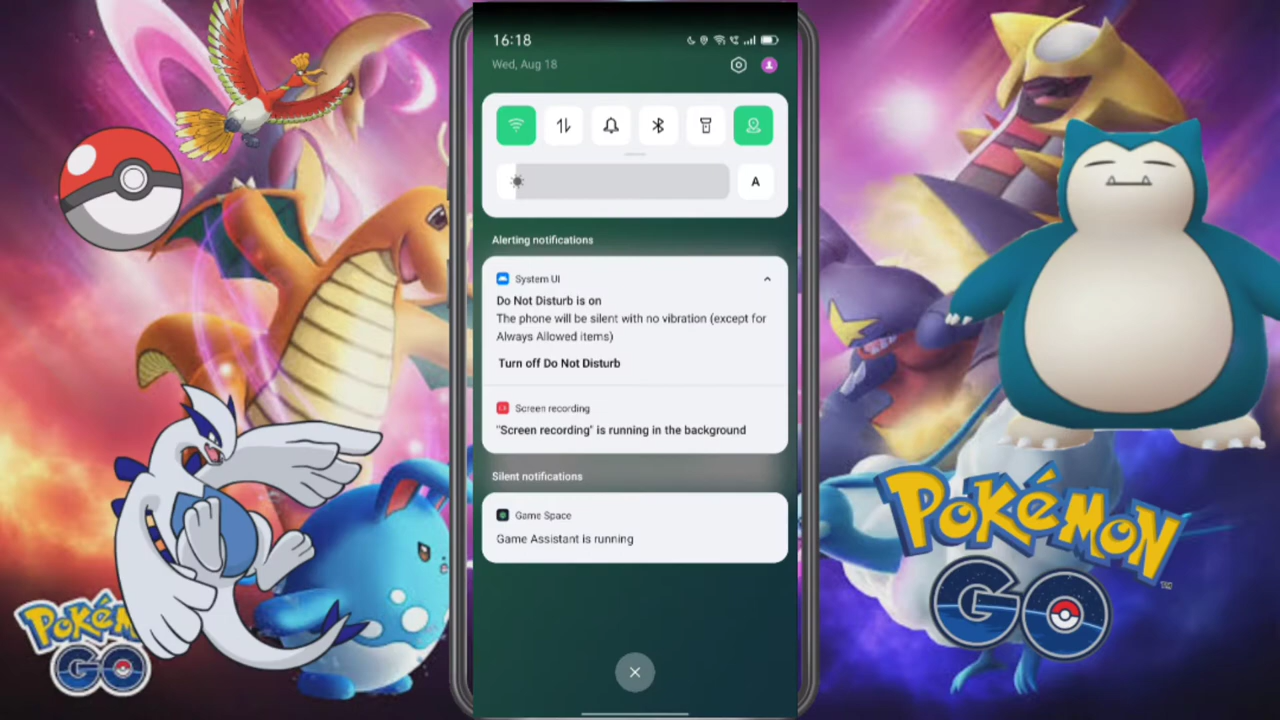 16:18
Wed, Aug 18
A
Alerting notifications
System UI
Do Not Disturb is on
The phone will be silent with no vibration (except for
Always Allowed items)
Turn off Do Not Disturb
Screen recording
"Screen recording" is running in the background
Silent notifications
Game Space
Game Assistant is running
POKéMON
GO
Pokém
GO